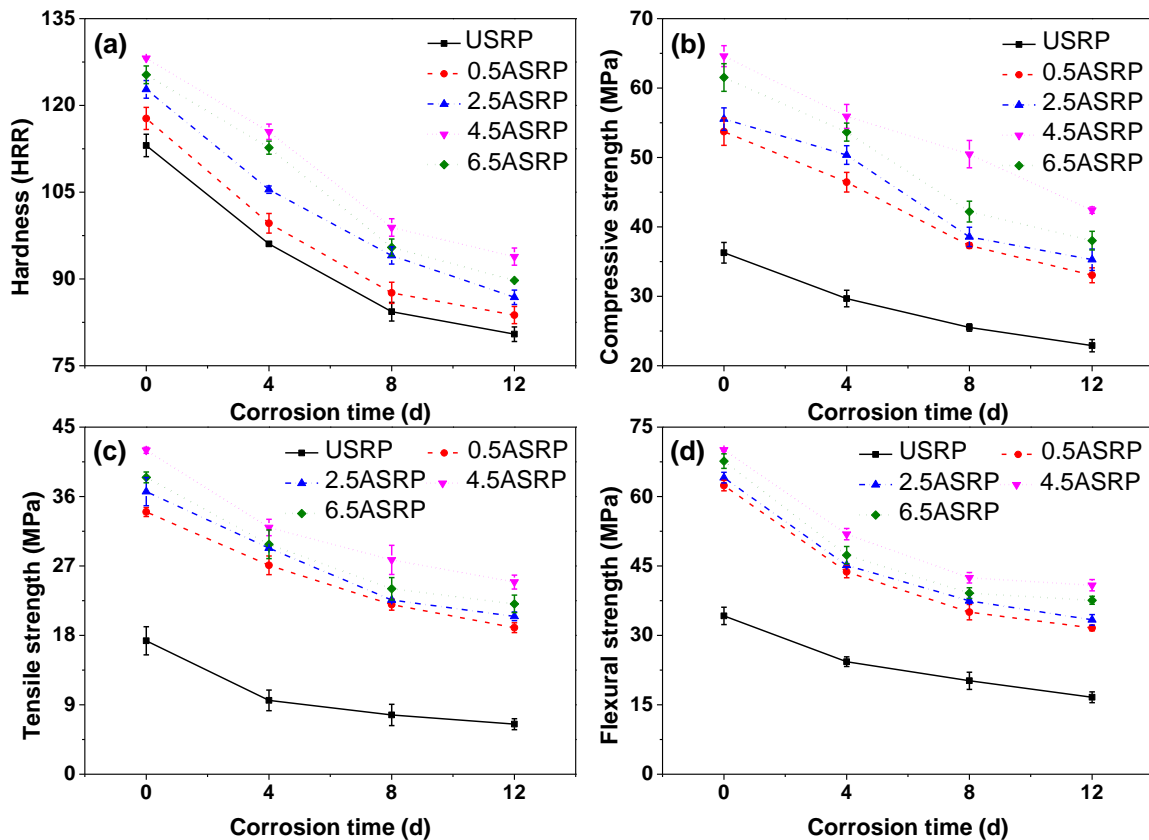 (a)
USRP
0.5ASRP
2.5ASRP
4.5ASRP
6.5ASRP
Hardness (HRR)
135
120
105
90
75
0 4 8 12
Corrosion time (d)
(b)
USRP
0.5ASRP
2.5ASRP
4.5ASRP
6.5ASRP
Compressive strength (MPa)
70
60
50
40
30
20
0 4 8 12
Corrosion time (d)
(c)
USRP 0.5ASRP
2.5ASRP 4.5ASRP
6.5ASRP
Tensile strength (MPa)
45
36
27
18
9
0
0 4 8 12
Corrosion time (d)
(d)
USRP 0.5ASRP
2.5ASRP 4.5ASRP
6.5ASRP
Flexural strength (MPa)
75
60
45
30
15
0
0 4 8 12
Corrosion time (d)